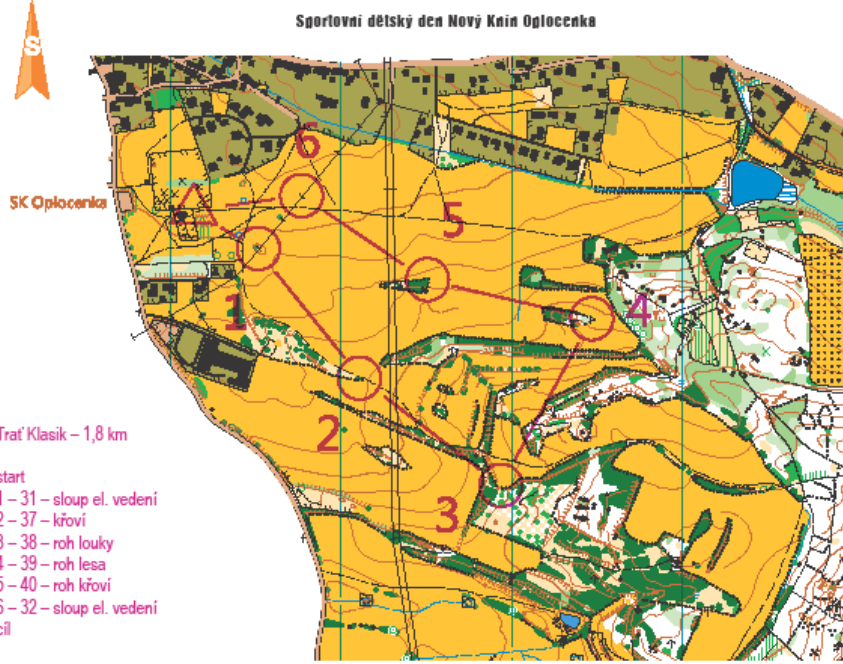 Sportovní dětský den Nový Knín Oplocenka
S
6
SK Oplocenka
5
4
1
2
3
Trať Klasik – 1,8 km
start
1 – 31 – sloup el. vedení
2 – 37 – křoví
3 – 38 – roh louky
4 – 39 – roh lesa
5 – 40 – roh křoví
6 – 32 – sloup el. vedení
cíl